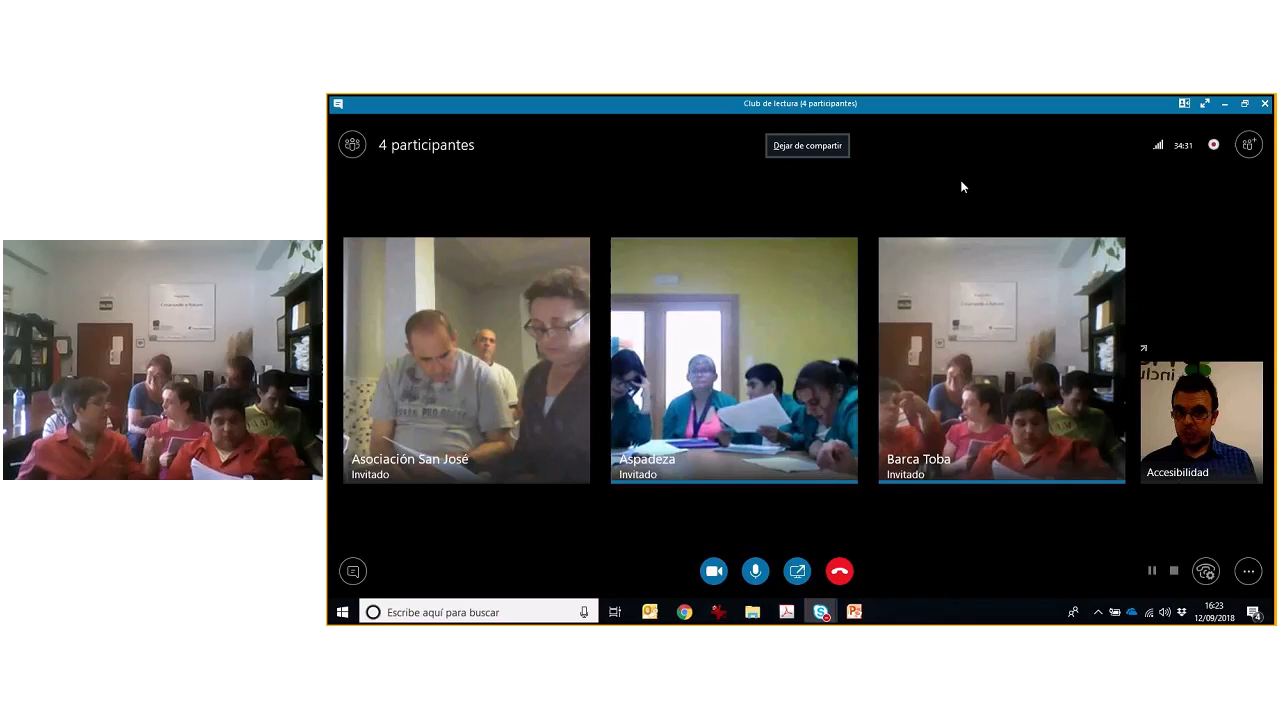 Club de lectura (4 participantes)
4 participantes
Dejar de compartir
34:31
Asociación San José
Invitado
Aspadeza
Invitado
Barca Toba
Invitado
Accesibilidad
Escribe aquí para buscar
16:23
12/09/2018
4